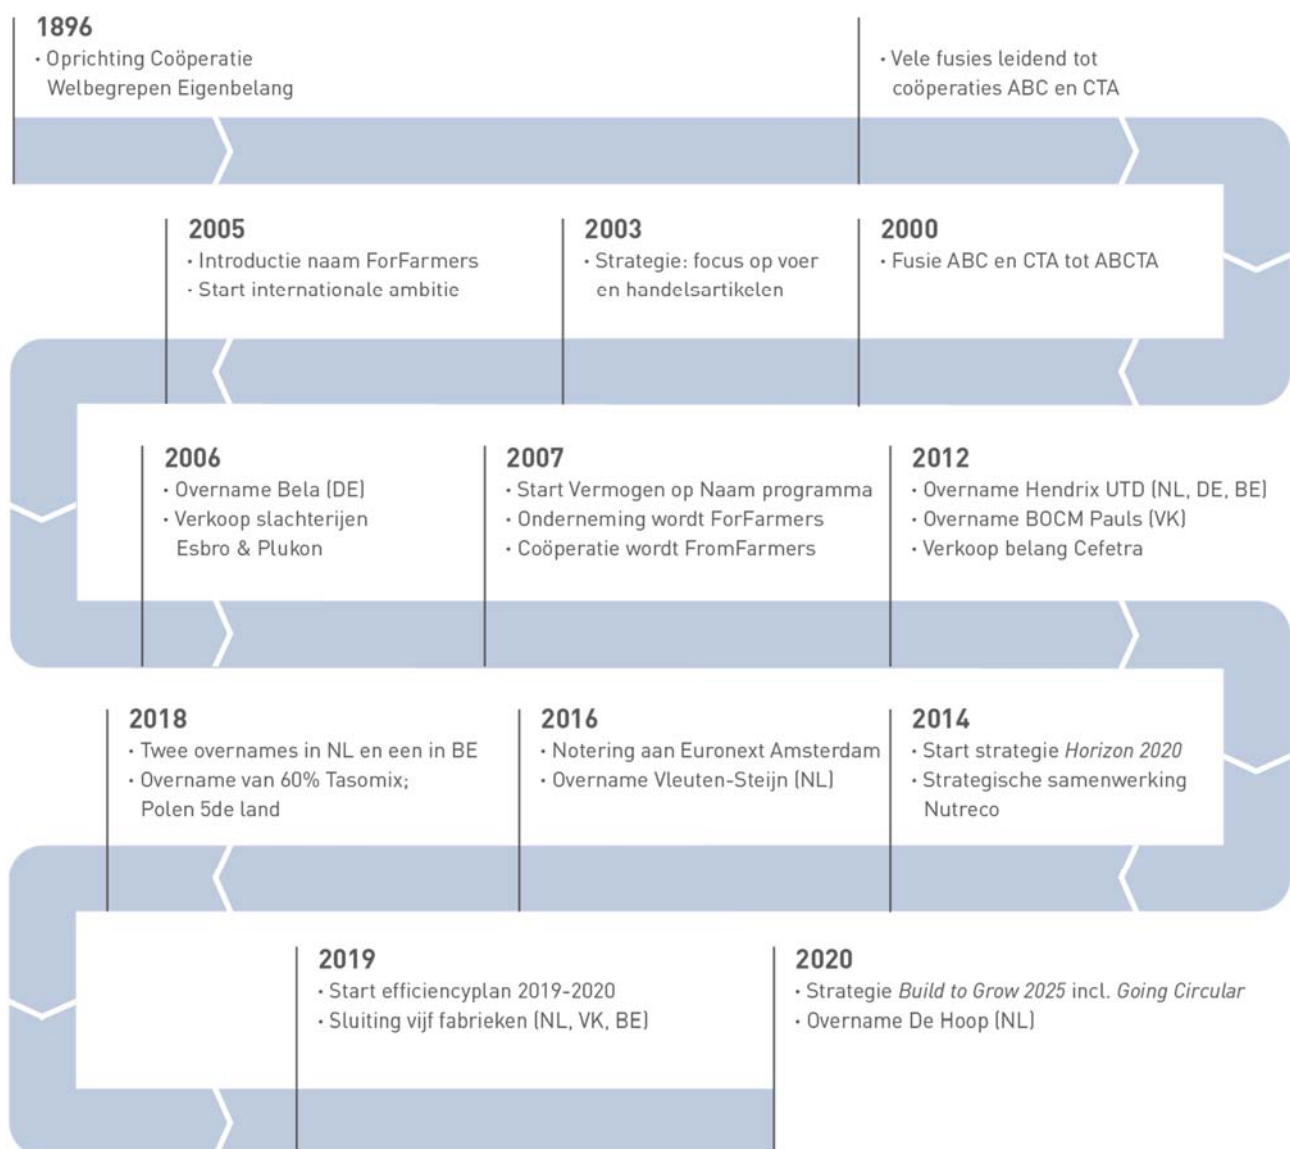 1896
· Oprichting Coöperatie
Welbegrepen Eigenbelang
· Vele fusies leidend tot
coöperaties ABC en CTA
2000
· Fusie ABC en CTA tot ABCTA
2003
· Strategie: focus op voer
en handelsartikelen
2005
· Introductie naam ForFarmers
· Start internationale ambitie
2006
· Overname Bela (DE)
· Verkoop slachterijen
Esbro & Plukon
2007
· Start Vermogen op Naam programma
· Onderneming wordt ForFarmers
· Coöperatie wordt FromFarmers
2012
· Overname Hendrix UTD (NL, DE, BE)
· Overname BOCM Pauls (VK)
· Verkoop belang Cefetra
2014
· Start strategie Horizon 2020
· Strategische samenwerking
Nutreco
2016
· Notering aan Euronext Amsterdam
· Overname Vleuten-Steijn (NL)
2018
· Twee overnames in NL en een in BE
· Overname van 60% Tasomix;
Polen 5de land
2019
· Start efficiencyplan 2019-2020
· Sluiting vijf fabrieken (NL, VK, BE)
2020
· Strategie Build to Grow 2025 incl. Going Circular
· Overname De Hoop (NL)